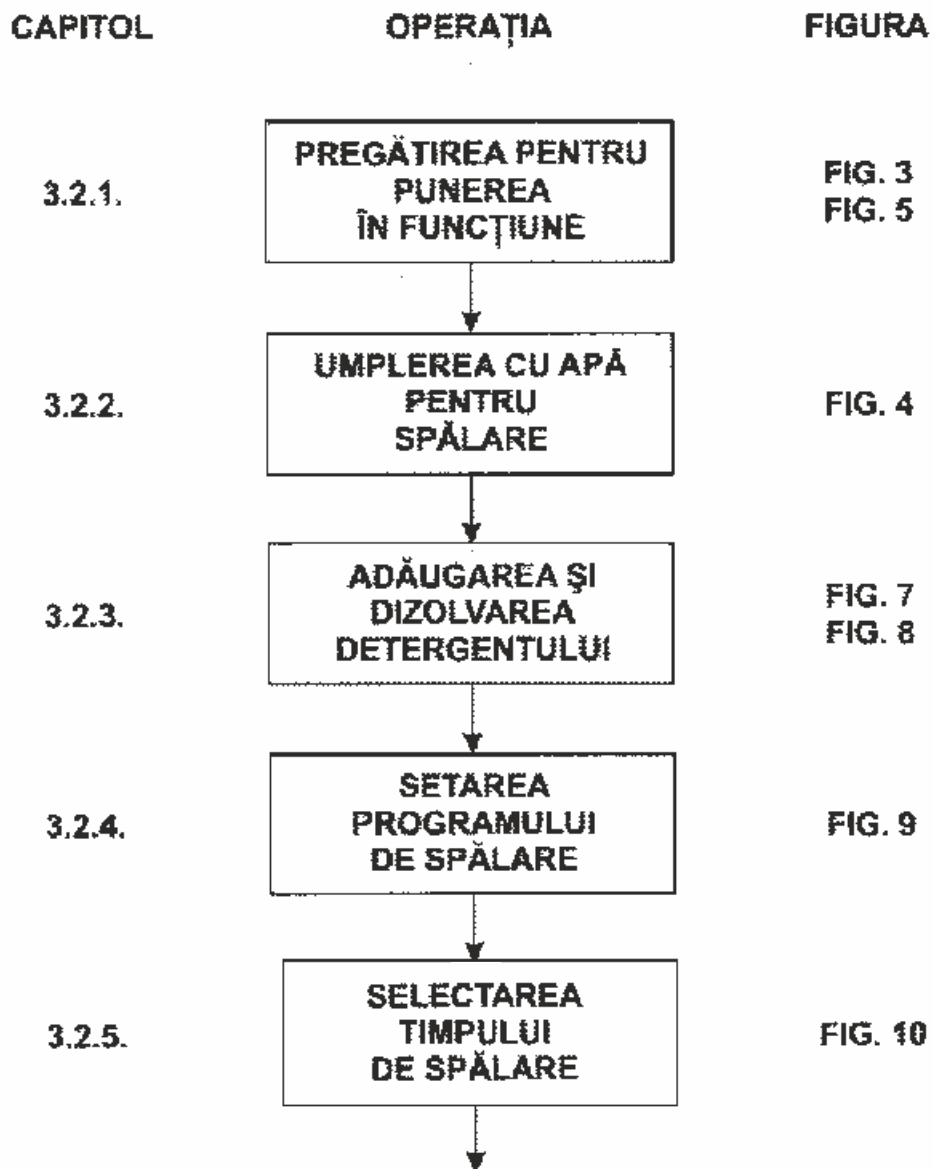 CAPITOL OPERAȚIA FIGURA
PREGĂTIREA PENTRU
PUNEREA
ÎN FUNCȚIUNE
3.2.1.
FIG. 3
FIG. 5
UMPLEREA CU APĂ
PENTRU
SPĂLARE
3.2.2.
FIG. 4
ADĂUGAREA ŞI
DIZOLVAREA
DETERGENTULUI
3.2.3.
FIG. 7
FIG. 8
SETAREA
PROGRAMULUI
DE SPĂLARE
3.2.4.
FIG. 9
SELECTAREA
TIMPULUI
DE SPĂLARE
3.2.5.
FIG. 10